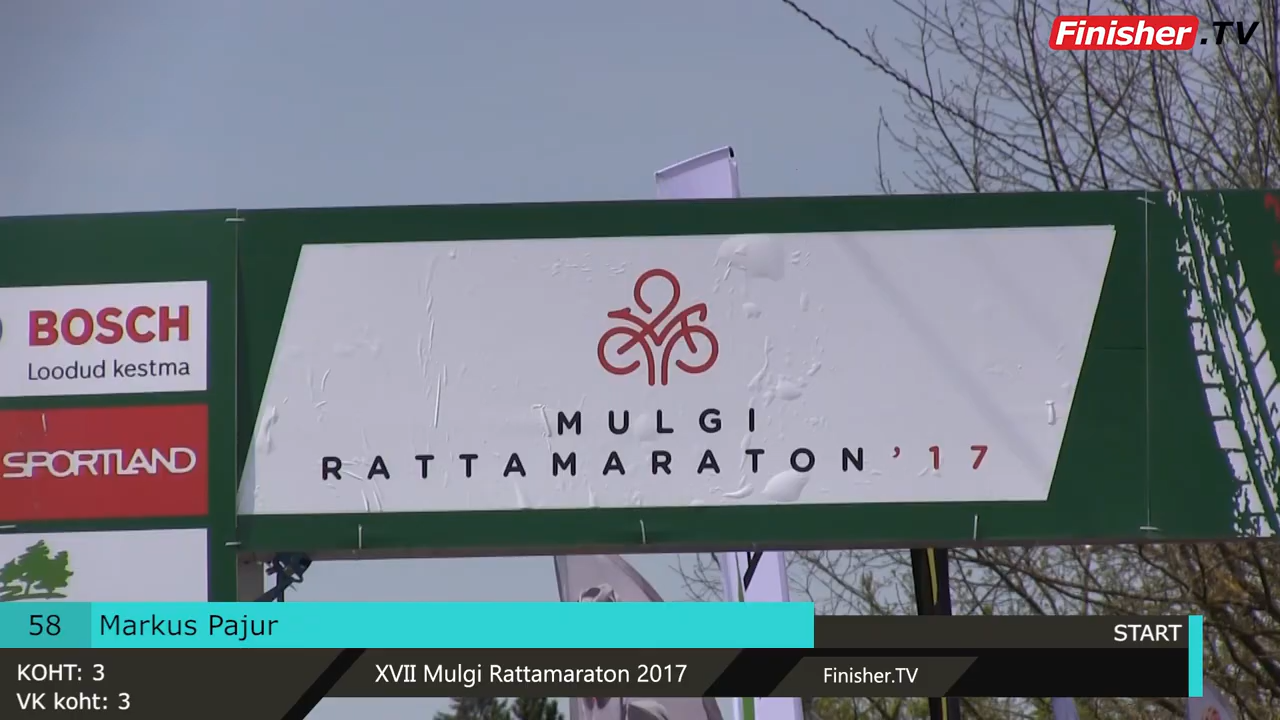 Finisher.TV
BOSCH
Loodud kestma
SPORTLAND
MULGI
RATTAMARATON '17
58 Markus Pajur
START
KOHT: 3
VK koht: 3
XVII Mulgi Rattamaraton 2017
Finisher.TV